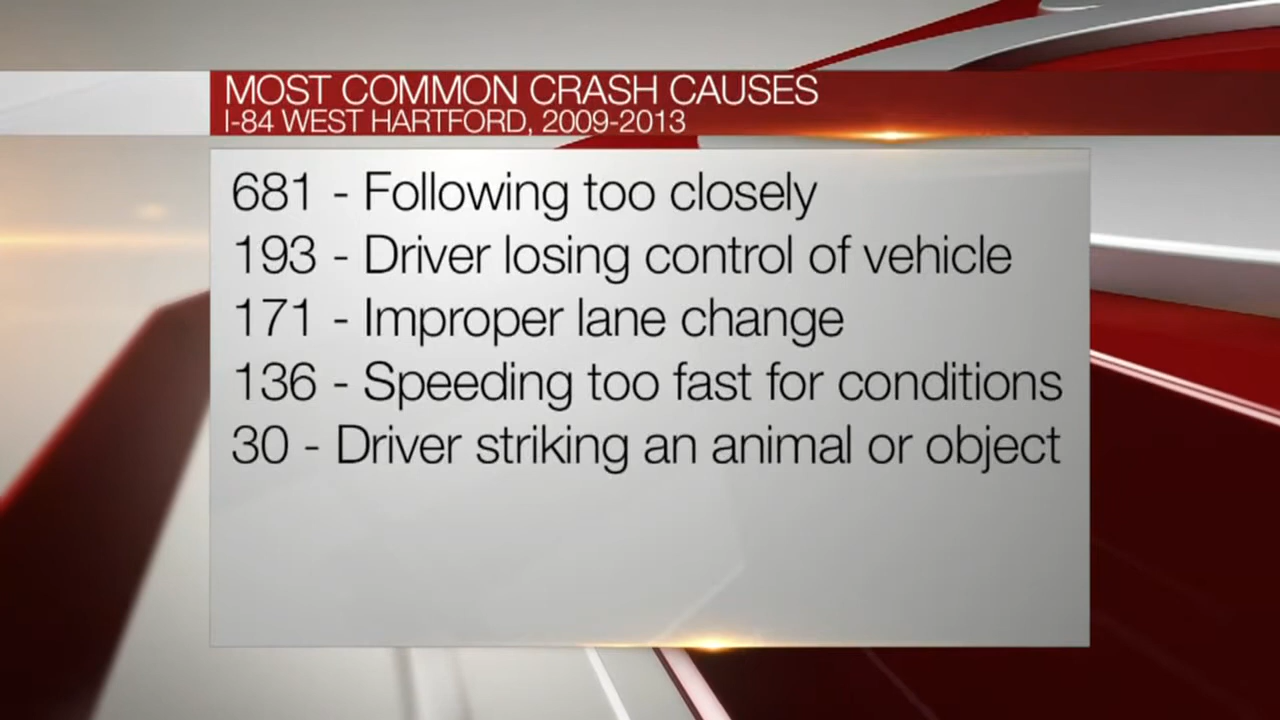 MOST COMMON CRASH CAUSES
I-84 WEST HARTFORD, 2009-2013
681 - Following too closely
193 - Driver losing control of vehicle
171 - Improper lane change
136 - Speeding too fast for conditions
30 - Driver striking an animal or object